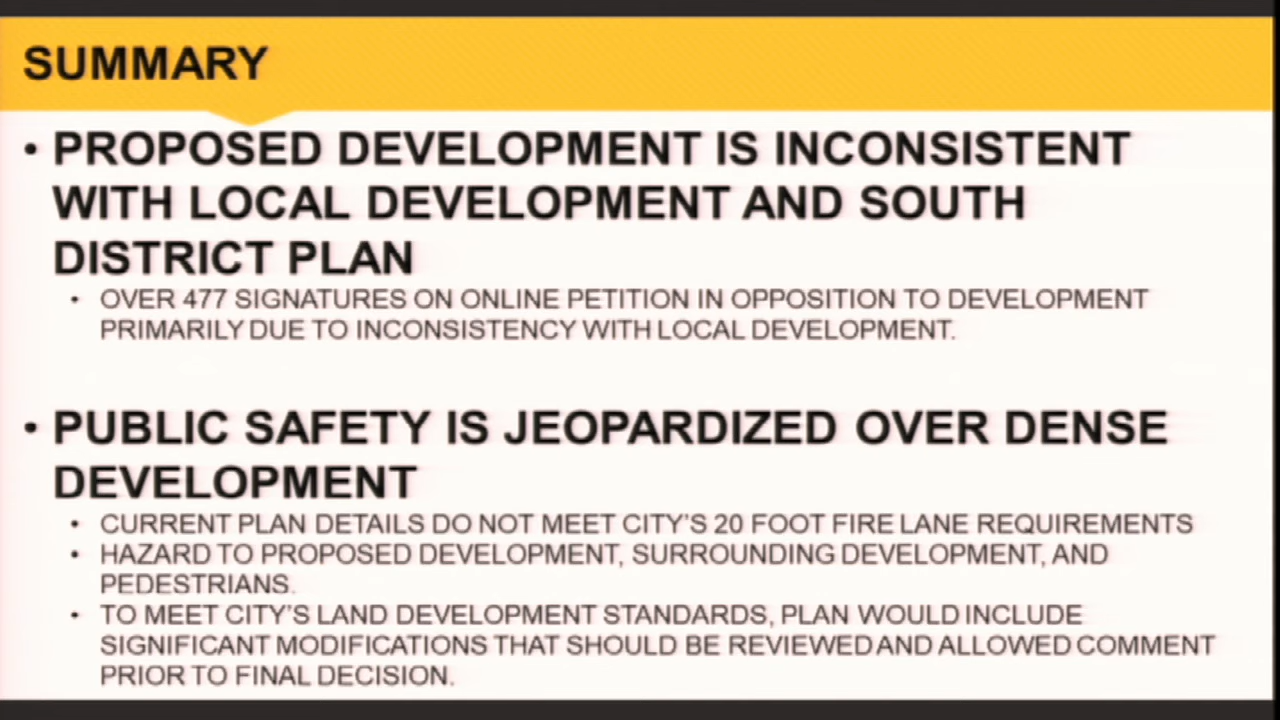 SUMMARY
• PROPOSED DEVELOPMENT IS INCONSISTENT
WITH LOCAL DEVELOPMENT AND SOUTH
DISTRICT PLAN
• OVER 477 SIGNATURES ON ONLINE PETITION IN OPPOSITION TO DEVELOPMENT
PRIMARILY DUE TO INCONSISTENCY WITH LOCAL DEVELOPMENT.
• PUBLIC SAFETY IS JEOPARDIZED OVER DENSE
DEVELOPMENT
• CURRENT PLAN DETAILS DO NOT MEET CITY'S 20 FOOT FIRE LANE REQUIREMENTS
• HAZARD TO PROPOSED DEVELOPMENT, SURROUNDING DEVELOPMENT, AND
PEDESTRIANS.
• TO MEET CITY'S LAND DEVELOPMENT STANDARDS, PLAN WOULD INCLUDE
SIGNIFICANT MODIFICATIONS THAT SHOULD BE REVIEWED AND ALLOWED COMMENT
PRIOR TO FINAL DECISION.